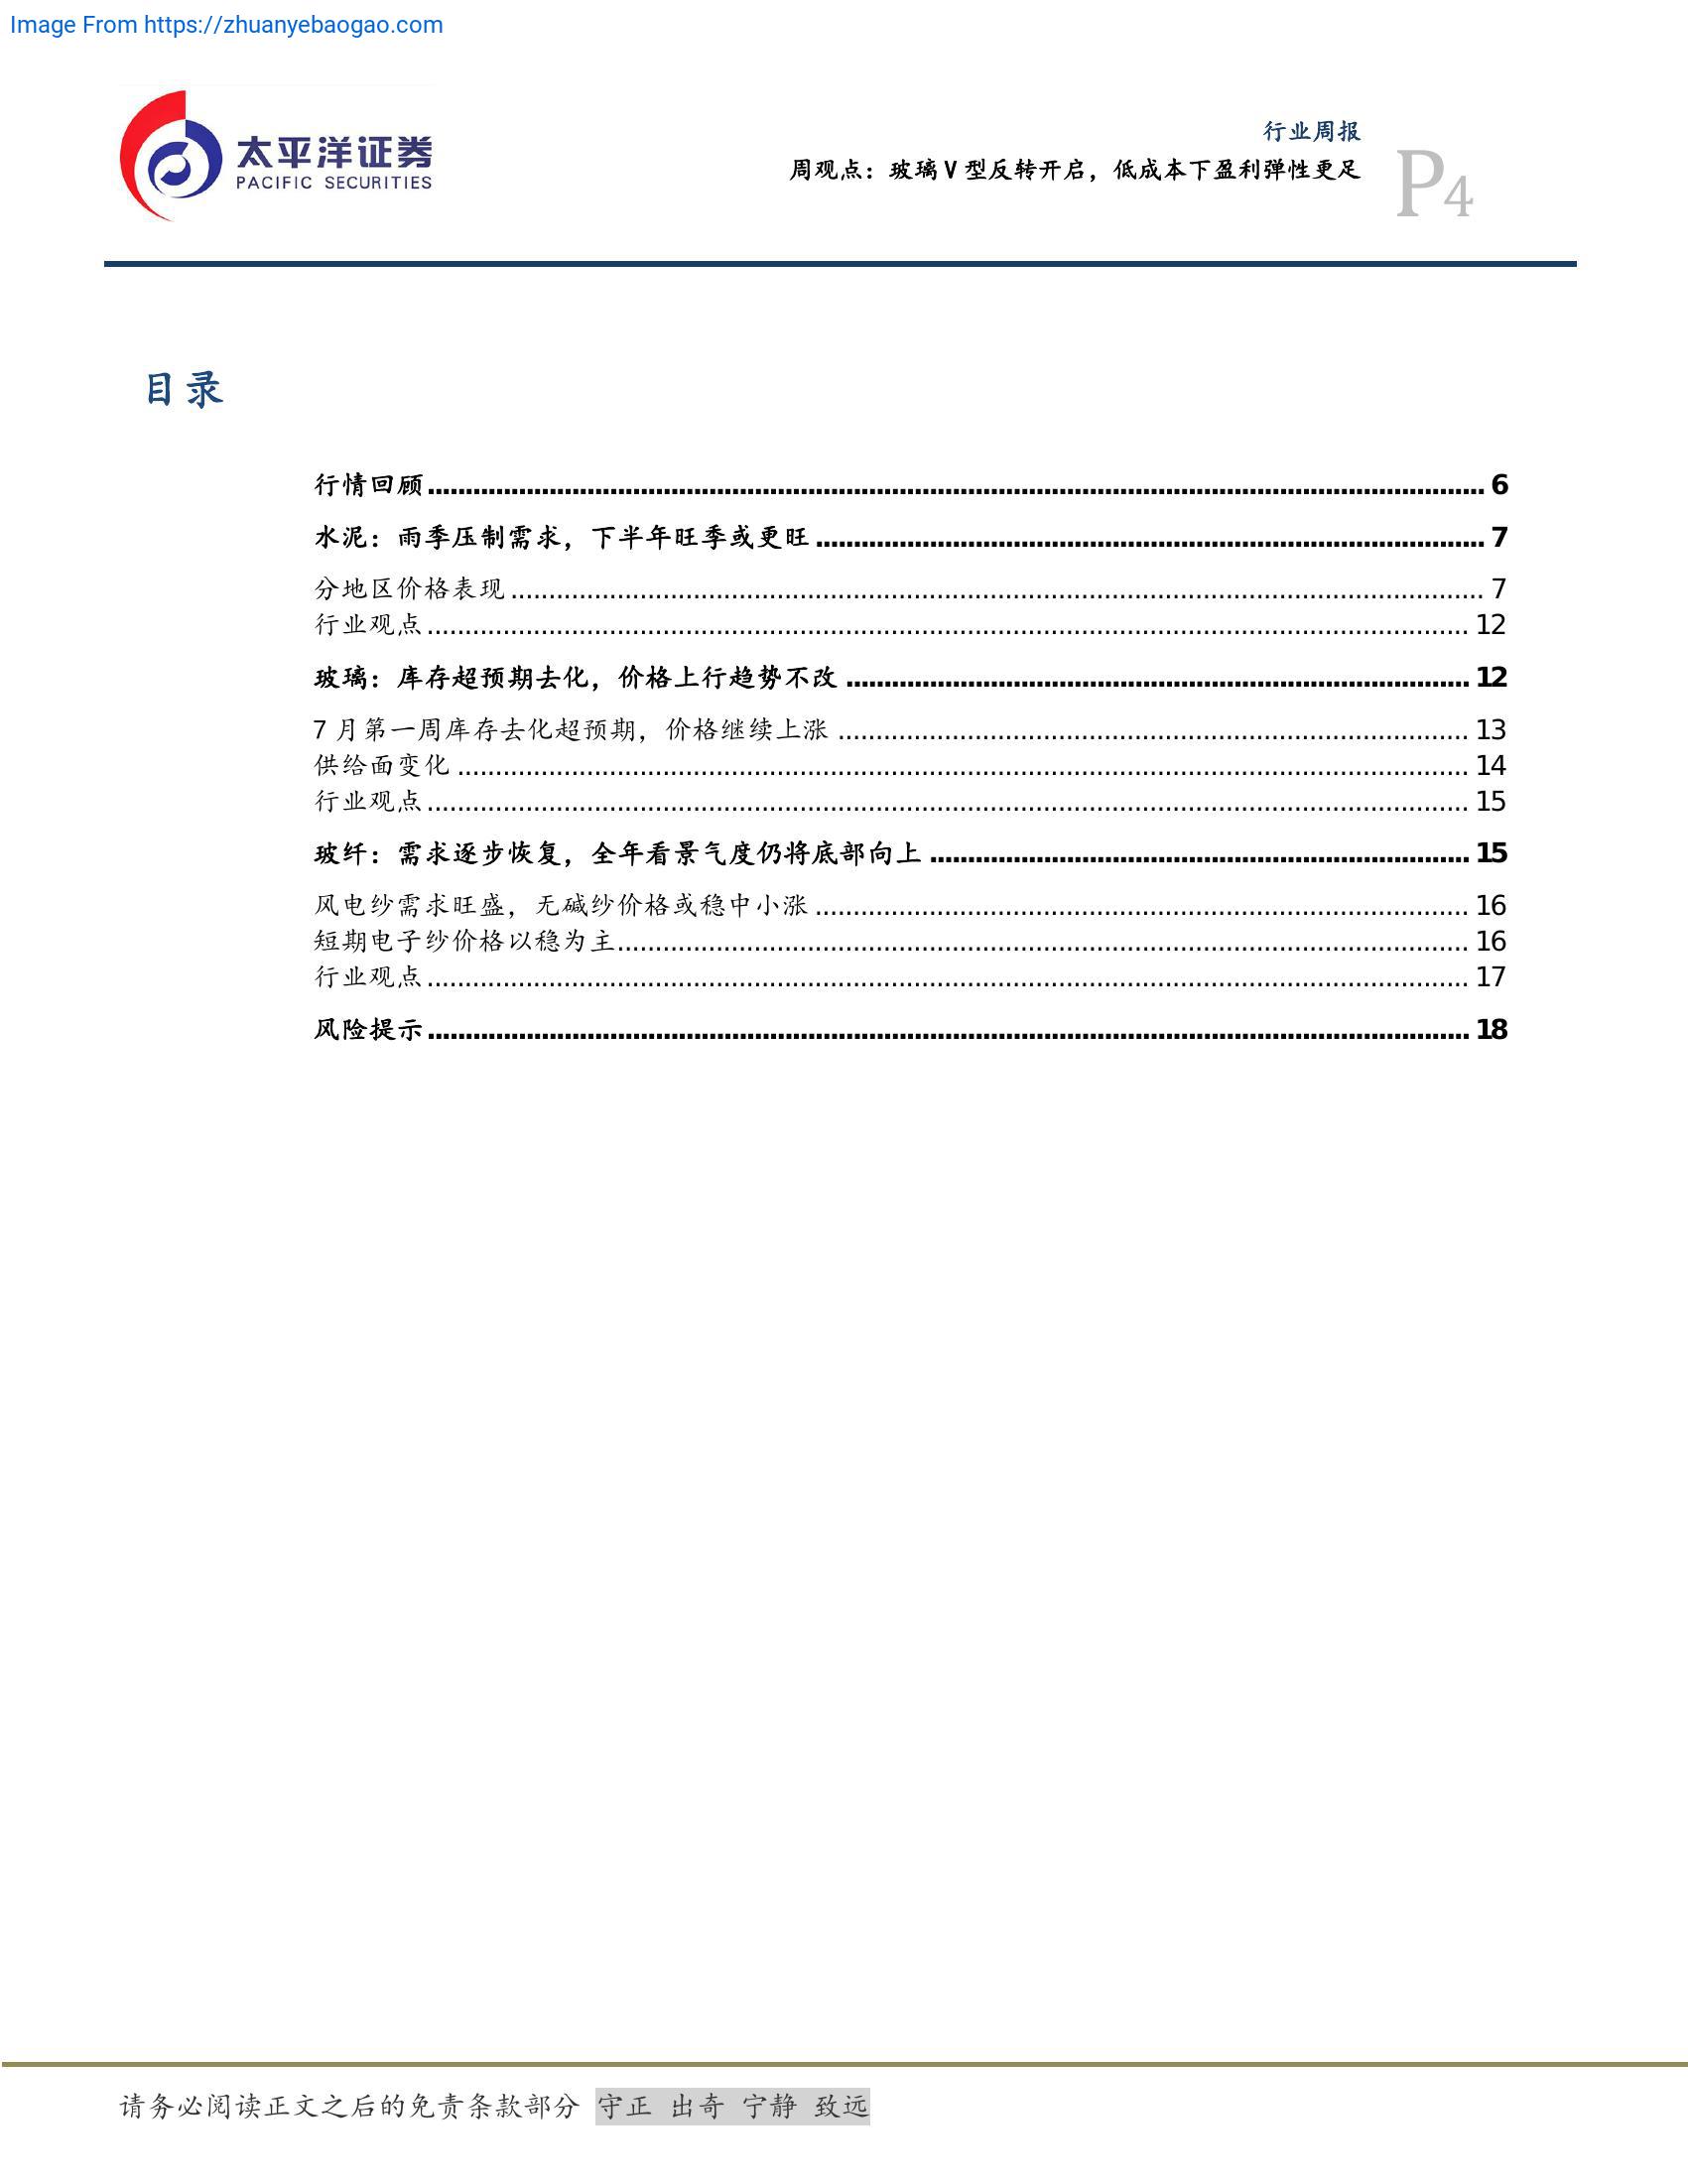 Image From https://zhuanyebaogao.com
太平洋证券
PACIFIC SECURITIES
行业周报
周观点：玻璃 V 型反转开启，低成本下盈利弹性更足
P4
目录
行情回顾 6
水泥：雨季压制需求，下半年旺季或更旺 7
分地区价格表现 7
行业观点 12
玻璃：库存超预期去化，价格上行趋势不改 12
7 月第一周库存去化超预期，价格继续上涨 13
供给面变化 14
行业观点 15
玻纤：需求逐步恢复，全年看景气度仍将底部向上 15
风电纱需求旺盛，无碱纱价格或稳中小涨 16
短期电子纱价格以稳为主 16
行业观点 17
风险提示 18
请务必阅读正文之后的免责条款部分 守正 出奇 宁静 致远